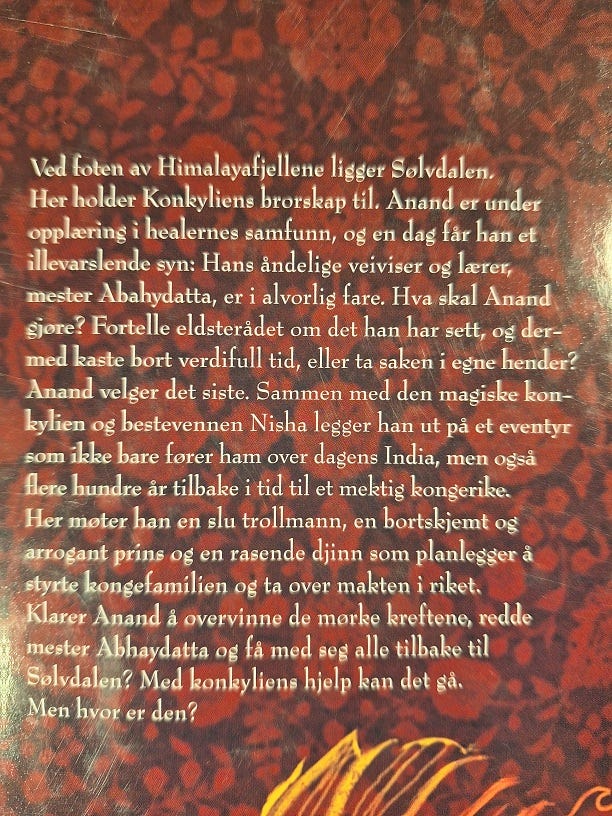 Ved foten av Himalayafjellene ligger Sølvdalen.
Her holder Konkyliens brorskap til. Anand er under
opplæring i healernes samfunn, og en dag får han et
illevarslende syn: Hans åndelige veiviser og lærer,
mester Abahydatta, er i alvorlig fare. Hva skal Anand
gjøre? Fortelle eldsterådet om det han har sett, og der-
med kaste bort verdifull tid, eller ta saken i egne hender?
Anand velger det siste. Sammen med den magiske kon-
kylien og bestevennen Nisha legger han ut på et eventyr
som ikke bare fører ham over dagens India, men også
flere hundre år tilbake i tid til et mektig kongerike.
Her møter han en slu trollmann, en bortskjemt og
arrogant prins og en rasende djinn som planlegger å
styrte kongefamilien og ta over makten i riket.
Klarer Anand å overvinne de mørke kreftene, redde
mester Abhaydatta og få med seg alle tilbake til
Sølvdalen? Med konkyliens hjelp kan det gå.
Men hvor er den?